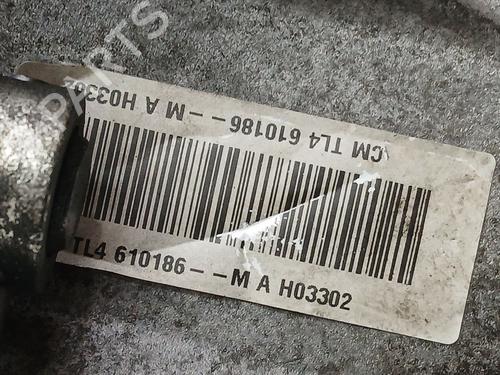 CM TL4 610186--M A H0330
TL4 610186--M A H03302
PARTS